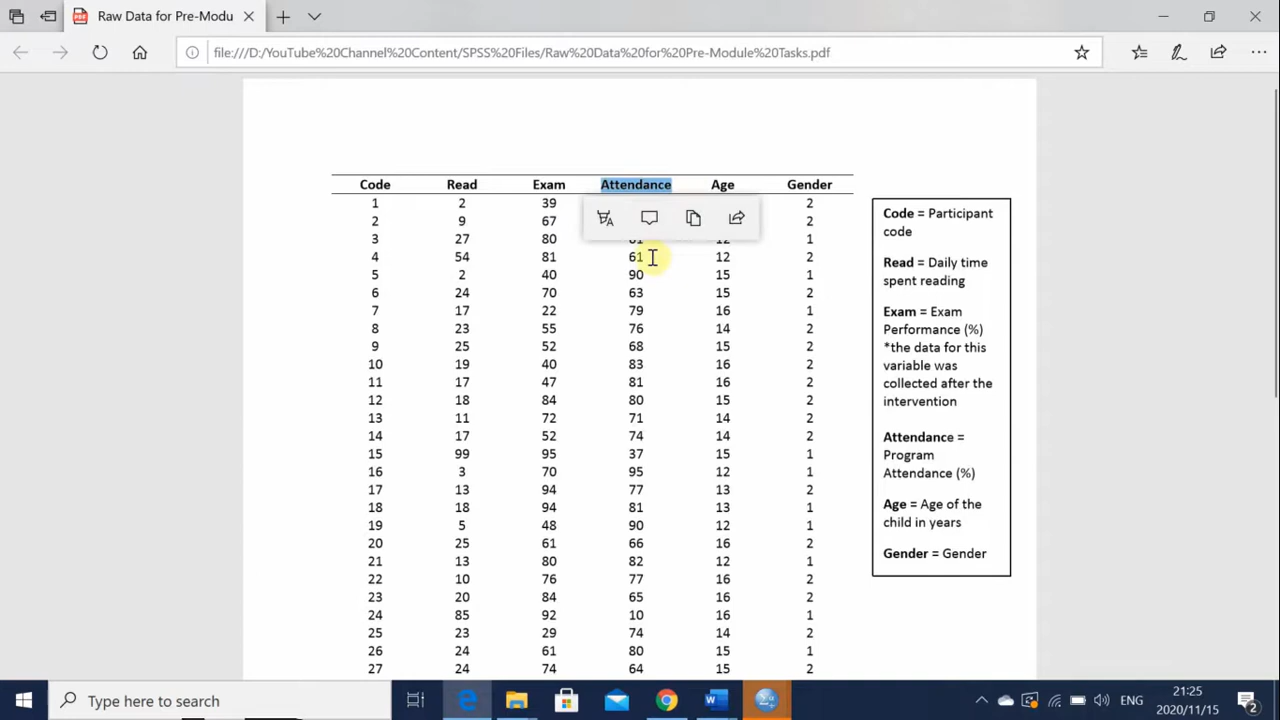 Raw Data for Pre-Modu
file:///D:/YouTube%20Channel%20Content/SPSS%20Files/Raw%20Data%20for%20Pre-Module%20Tasks.pdf
Code Read Exam Attendance Age Gender
1 2 39 2
2 9 67 2
3 27 80 12 1
4 54 81 61 12 2
5 2 40 90 15 1
6 24 70 63 15 2
7 17 22 79 16 1
8 23 55 76 14 2
9 25 52 68 15 2
10 19 40 83 16 2
11 17 47 81 16 2
12 18 84 80 15 2
13 11 72 71 14 2
14 17 52 74 14 2
15 99 95 37 15 1
16 3 70 95 12 1
17 13 94 77 13 2
18 18 94 81 13 1
19 5 48 90 12 1
20 25 61 66 16 2
21 13 80 82 12 1
22 10 76 77 16 2
23 20 84 65 16 2
24 85 92 10 16 1
25 23 29 74 14 2
26 24 61 80 15 1
27 24 74 64 15 2
Code = Participant
code
Read = Daily time
spent reading
Exam = Exam
Performance (%)
*the data for this
variable was
collected after the
intervention
Attendance =
Program
Attendance (%)
Age = Age of the
child in years
Gender = Gender
Type here to search
ENG
21:25
2020/11/15
2